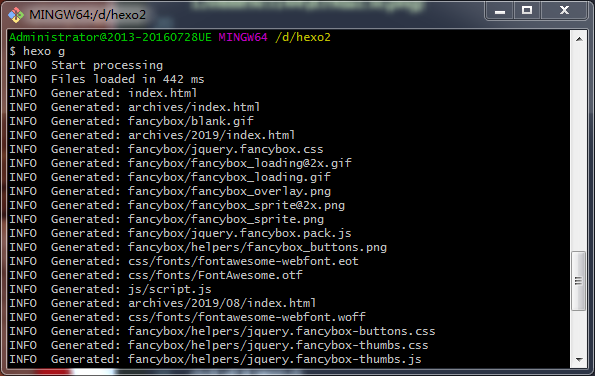 MINGW64:/d/hexo2
Administrator@2013-20160728UE MINGW64 /d/hexo2
$ hexo g
INFO  Start processing
INFO  Files loaded in 442 ms
INFO  Generated: index.html
INFO  Generated: archives/index.html
INFO  Generated: fancybox/blank.gif
INFO  Generated: archives/2019/index.html
INFO  Generated: fancybox/jquery.fancybox.css
INFO  Generated: fancybox/fancybox_loading@2x.gif
INFO  Generated: fancybox/fancybox_loading.gif
INFO  Generated: fancybox/fancybox_overlay.png
INFO  Generated: fancybox/fancybox_sprite@2x.png
INFO  Generated: fancybox/fancybox_sprite.png
INFO  Generated: fancybox/jquery.fancybox.pack.js
INFO  Generated: fancybox/helpers/fancybox_buttons.png
INFO  Generated: css/fonts/fontawesome-webfont.eot
INFO  Generated: css/fonts/FontAwesome.otf
INFO  Generated: js/script.js
INFO  Generated: archives/2019/08/index.html
INFO  Generated: css/fonts/fontawesome-webfont.woff
INFO  Generated: fancybox/helpers/jquery.fancybox-buttons.css
INFO  Generated: fancybox/helpers/jquery.fancybox-thumbs.css
INFO  Generated: fancybox/helpers/jquery.fancybox-thumbs.js